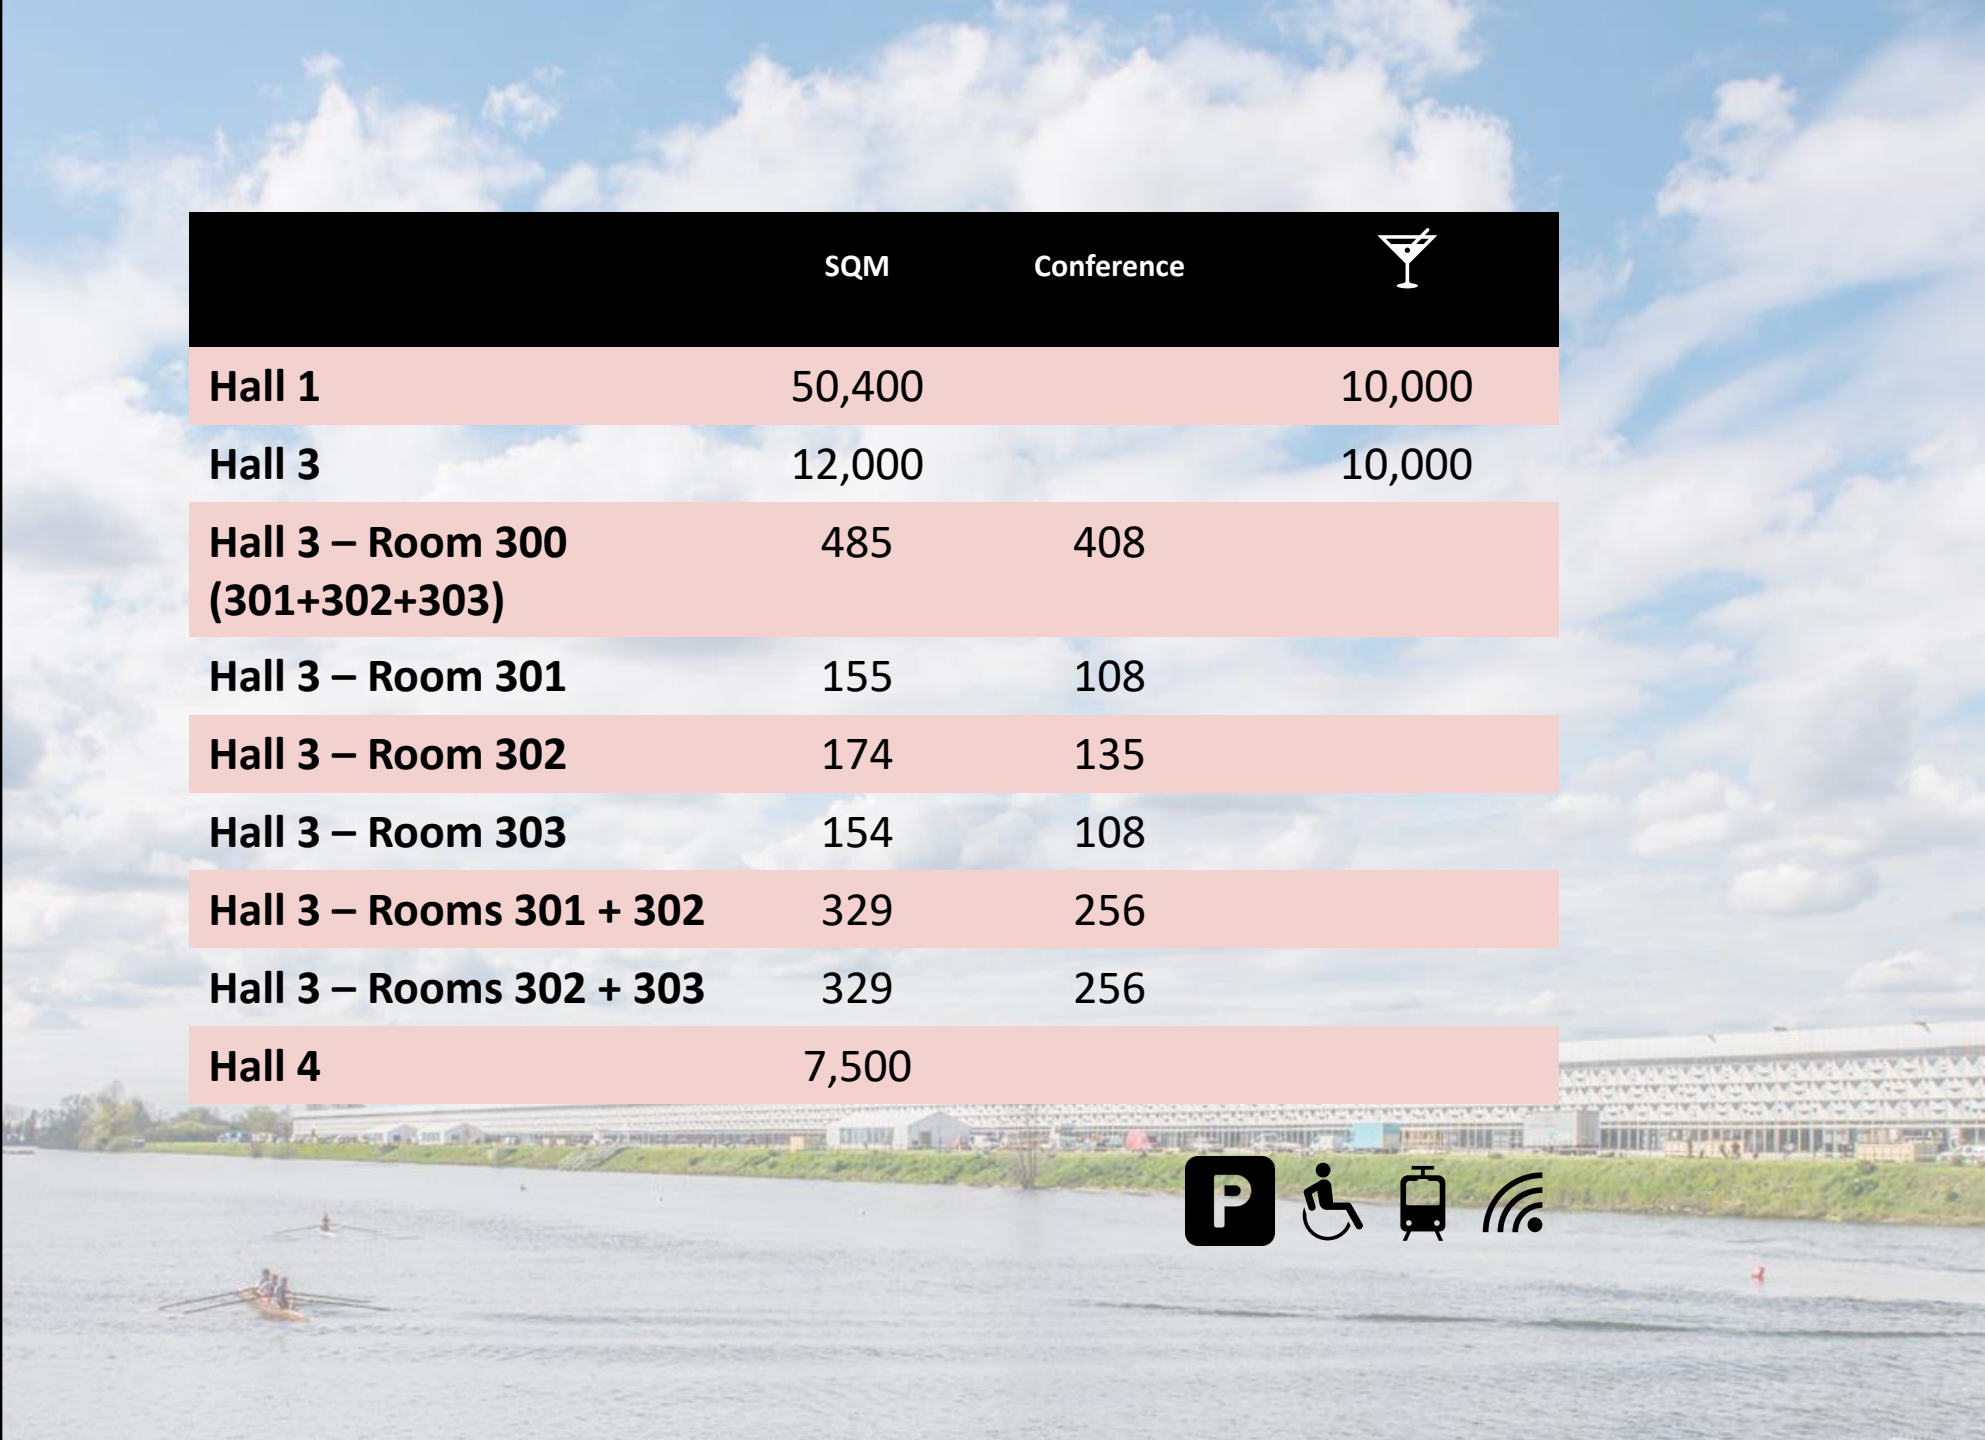 SQM Conference
Hall 1 50,400 10,000
Hall 3 12,000 10,000
Hall 3 – Room 300 485 408
(301+302+303)
Hall 3 – Room 301 155 108
Hall 3 – Room 302 174 135
Hall 3 – Room 303 154 108
Hall 3 – Rooms 301 + 302 329 256
Hall 3 – Rooms 302 + 303 329 256
Hall 4 7,500
P